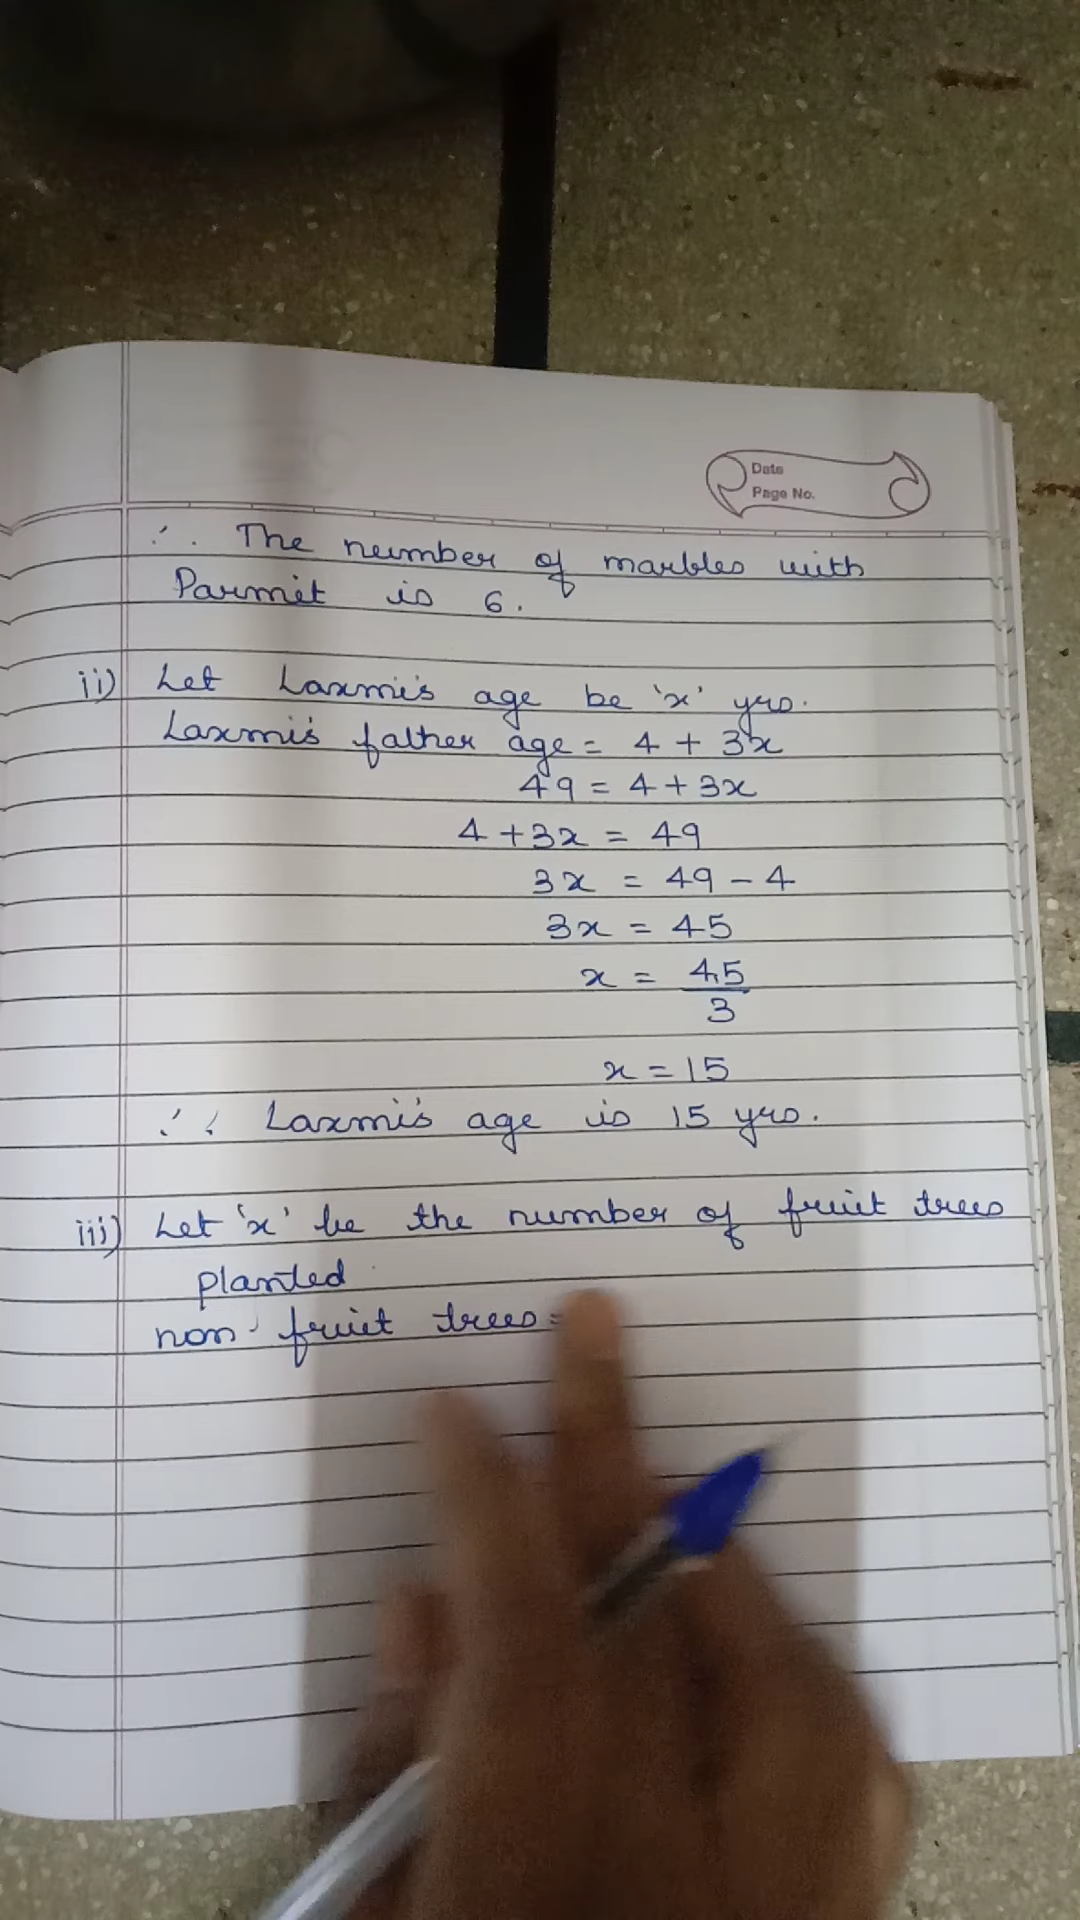 Date
Page No.
∴ The number of marbles with
Parmit is 6.
ii) Let Laxmi's age be 'x' yrs.
Laxmi's father age = 4 + 3x
49 = 4 + 3x
4 + 3x = 49
3x = 49 - 4
3x = 45
x = 45
3
x = 15
∴ Laxmi's age is 15 yrs.
iii) Let 'x' be the number of fruit trees
planted
non-fruit trees =